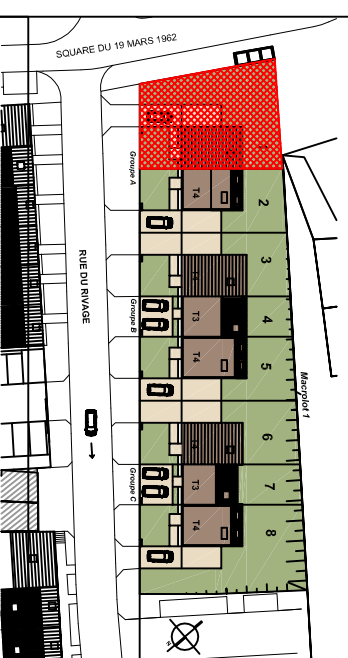 SQUARE DU 19 MARS 1962
RUE DU RIVAGE
Groupe A
Groupe B
Groupe C
Macrolot 1
1
2
3
4
5
6
7
8
T4
T3
T4
T3
T4